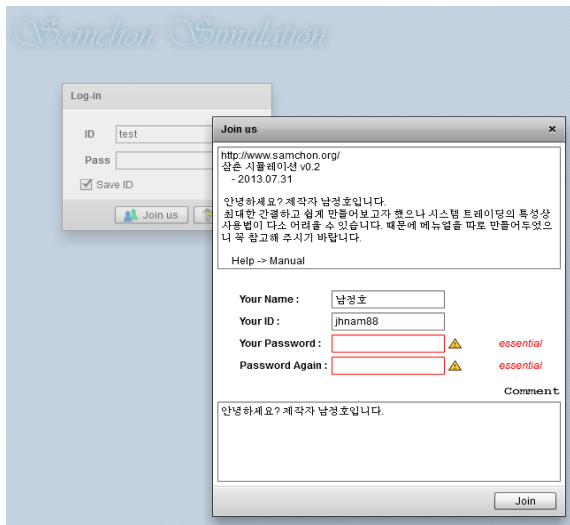 Samchon Simulation
Log-in
ID test
Pass
Save ID
Join us
Join us
http://www.samchon.org/
삼촌 시뮬레이션 v0.2
- 2013.07.31
안녕하세요? 제작자 남정호입니다.
최대한 간결하고 쉽게 만들어보고자 했으나 시스템 트레이딩의 특성상
사용법이 다소 어려울 수 있습니다. 때문에 메뉴얼을 따로 만들어두었으
니 꼭 참고해 주시기 바랍니다.
Help -> Manual
Your Name : 남정호
Your ID : jhnam88
Your Password : essential
Password Again : essential
Comment
안녕하세요? 제작자 남정호입니다.
Join